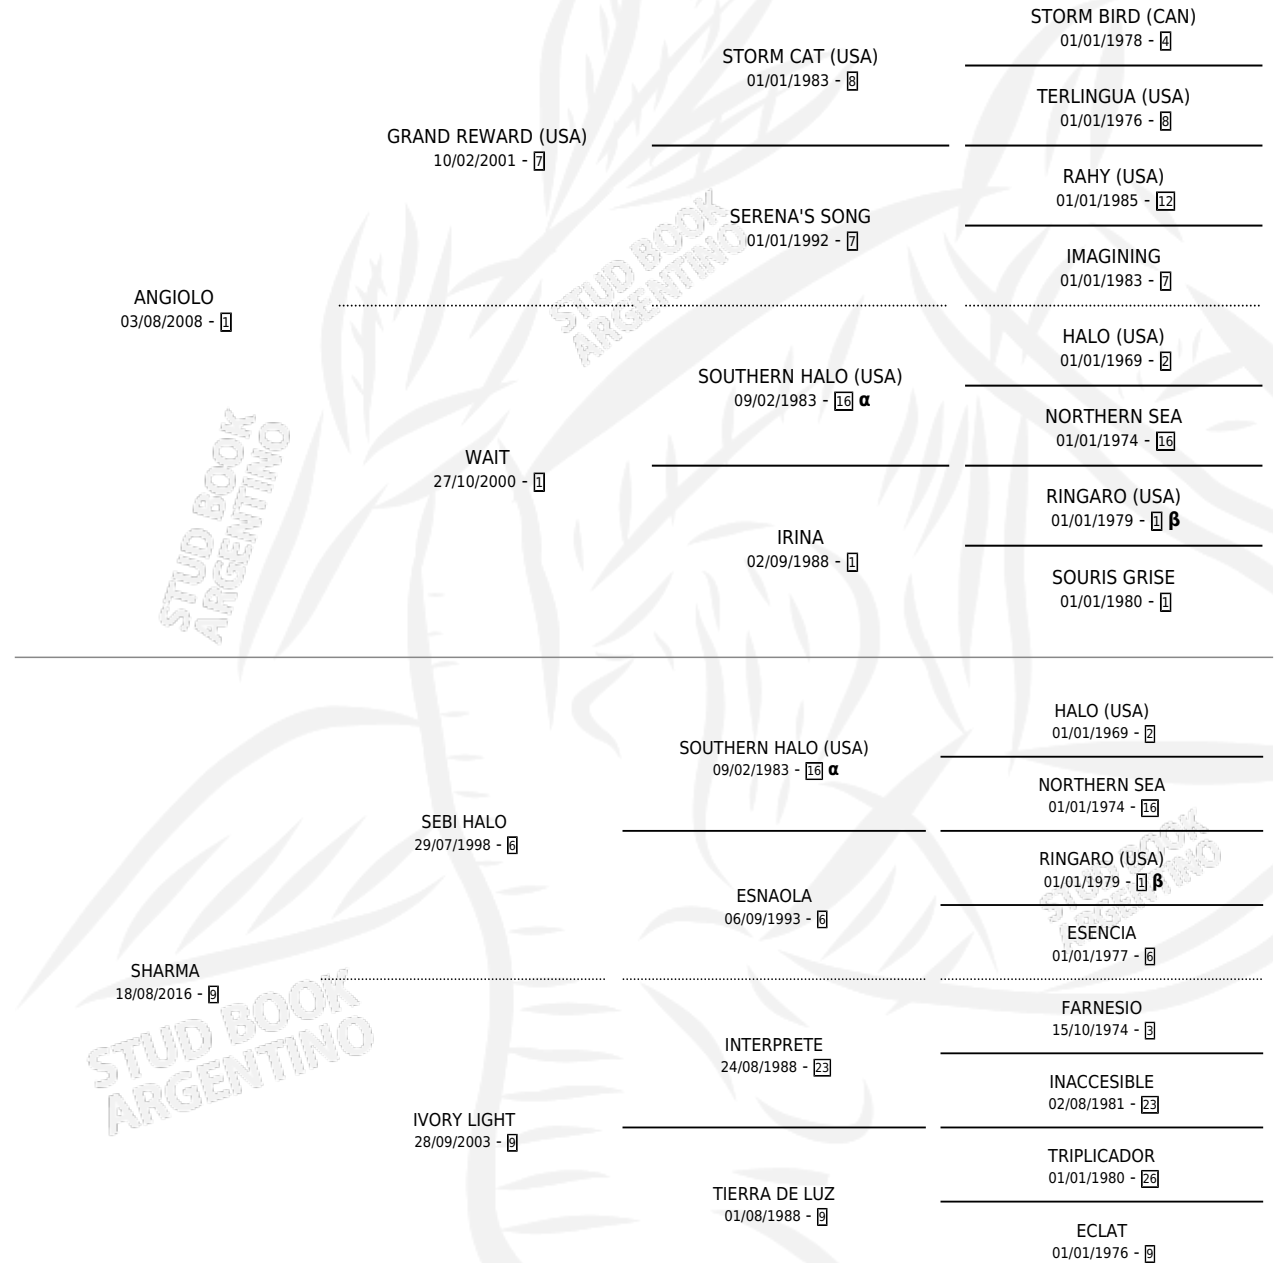 STORM BIRD (CAN)
01/01/1978 - 4
STORM CAT (USA)
01/01/1983 - 8
TERLINGUA (USA)
01/01/1976 - 8
GRAND REWARD (USA)
10/02/2001 - 7
RAHY (USA)
01/01/1985 - 12
SERENA'S SONG
01/01/1992 - 7
IMAGINING
01/01/1983 - 7
ANGIOLO
03/08/2008 - 1
HALO (USA)
01/01/1969 - 2
SOUTHERN HALO (USA)
09/02/1983 - 16 α
NORTHERN SEA
01/01/1974 - 16
WAIT
27/10/2000 - 1
RINGARO (USA)
01/01/1979 - 1 β
IRINA
02/09/1988 - 1
SOURIS GRISE
01/01/1980 - 1
HALO (USA)
01/01/1969 - 2
SOUTHERN HALO (USA)
09/02/1983 - 16 α
NORTHERN SEA
01/01/1974 - 16
SEBI HALO
29/07/1998 - 6
RINGARO (USA)
01/01/1979 - 1 β
ESNAOLA
06/09/1993 - 6
ESENCIA
01/01/1977 - 6
SHARMA
18/08/2016 - 9
FARNESIO
15/10/1974 - 3
INTERPRETE
24/08/1988 - 23
INACCESIBLE
02/08/1981 - 23
IVORY LIGHT
28/09/2003 - 9
TRIPLICADOR
01/01/1980 - 26
TIERRA DE LUZ
01/08/1988 - 9
ECLAT
01/01/1976 - 9
STUD BOOK
ARGENTINO
STUD BOOK
ARGENTINO
STUD BOOK
ARGENTINO
STUD BOOK
ARGENTINO